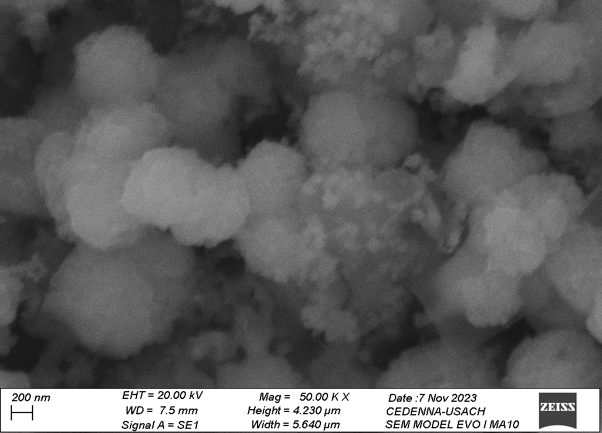 200 nm
EHT = 20.00 kV
WD = 7.5 mm
Signal A = SE1
Mag = 50.00 K X
Height = 4.230 µm
Width = 5.640 µm
Date :7 Nov 2023
CEDENNA-USACH
SEM MODEL EVO I MA10
ZEISS